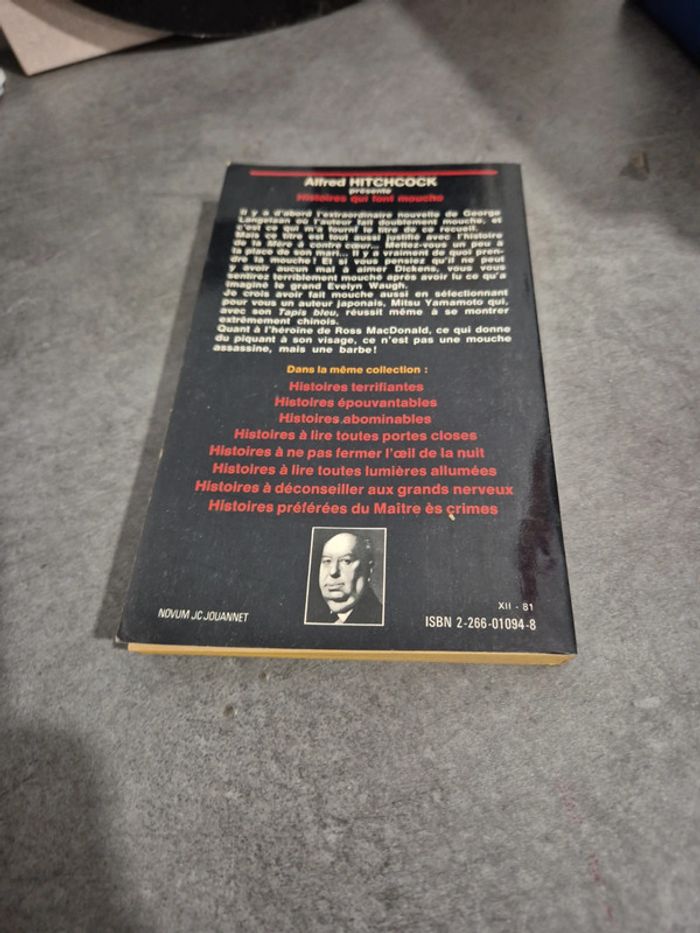 Alfred HITCHCOCK
présente
Histoires qui font mouche
Il y a d'abord l'extraordinaire nouvelle de George
Langelaan où l'auteur fait doublement mouche, et
c'est ce qui m'a fourni le titre de ce recueil.
Mais ce titre est tout aussi justifié avec l'histoire
de la Mère à contre cœur... Mettez-vous un peu à
la place de son mari... Il y a vraiment de quoi pren-
dre la mouche! Et si vous pensiez qu'il ne peut
y avoir aucun mal à aimer Dickens, vous vous
sentirez terriblement mouche après avoir lu ce qu'a
imaginé le grand Evelyn Waugh.
Je crois avoir fait mouche aussi en sélectionnant
pour vous un auteur japonais, Mitsu Yamamoto qui,
avec son Tapis bleu, réussit même à se montrer
extrêmement chinois.
Quant à l'héroïne de Ross MacDonald, ce qui donne
du piquant à son visage, ce n'est pas une mouche
assassine, mais une barbe!
Dans la même collection :
Histoires terrifiantes
Histoires épouvantables
Histoires abominables
Histoires à lire toutes portes closes
Histoires à ne pas fermer l'œil de la nuit
Histoires à lire toutes lumières allumées
Histoires à déconseiller aux grands nerveux
Histoires préférées du Maître ès crimes
NOVUM JC JOUANNET
XII - 81
ISBN 2-266-01094-8